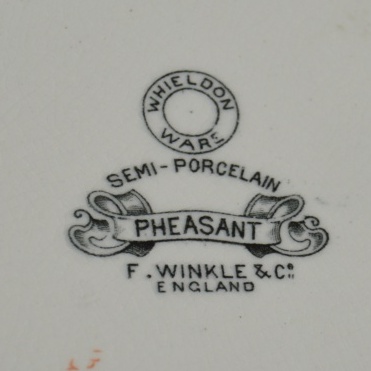 WHIELDON
WARE
SEMI-PORCELAIN
PHEASANT
F. WINKLE & Co
ENGLAND